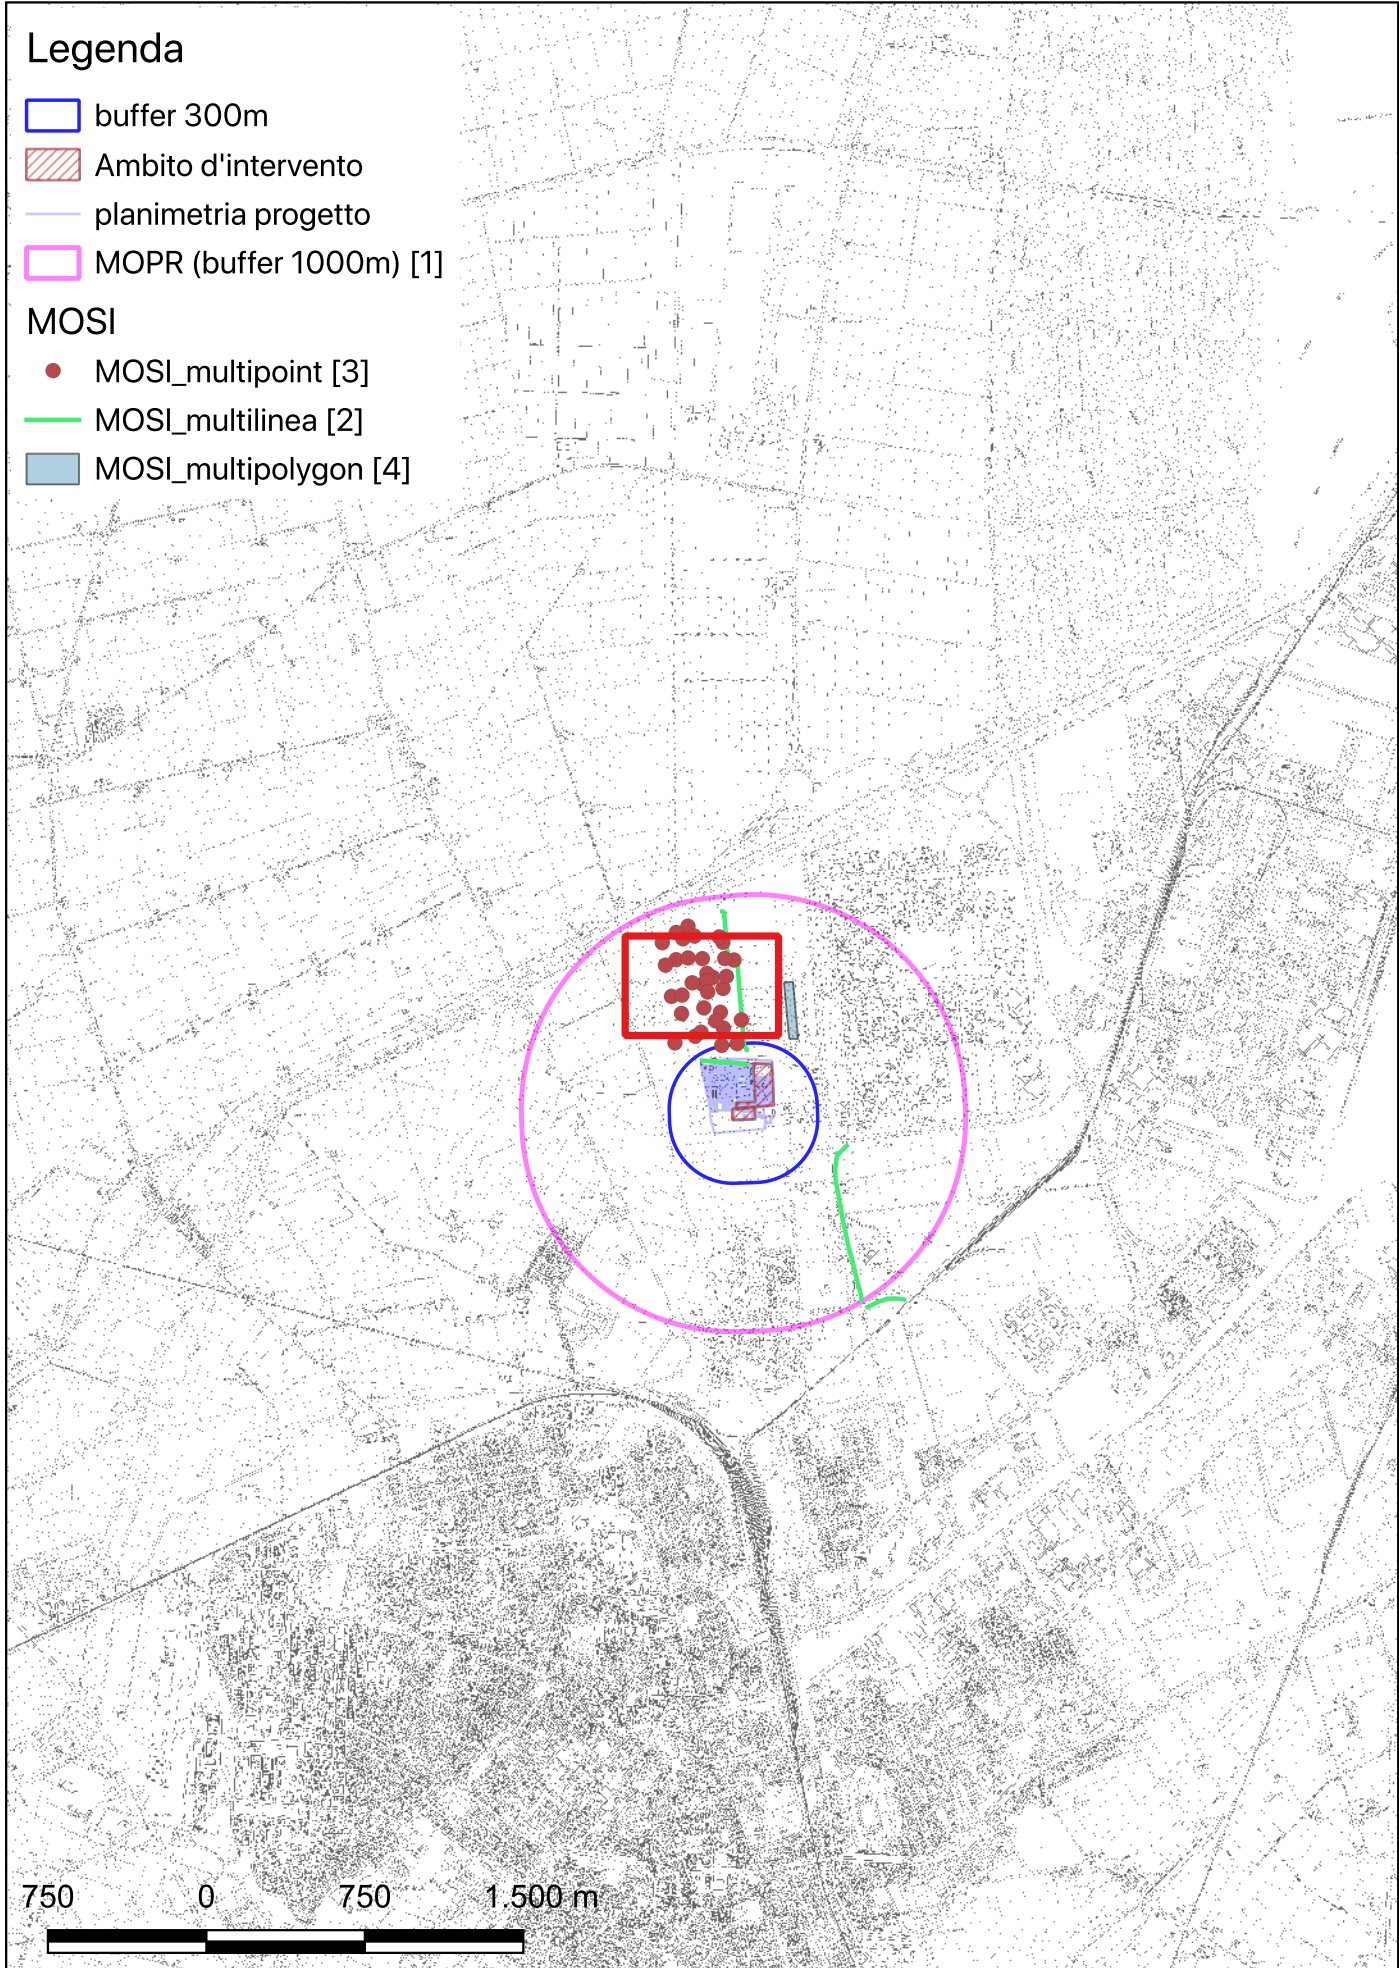 Legenda
buffer 300m
Ambito d'intervento
planimetria progetto
MOPR (buffer 1000m) [1]
MOSI
MOSI_multipoint [3]
MOSI_multilinea [2]
MOSI_multipolygon [4]
750 0 750 1.500 m